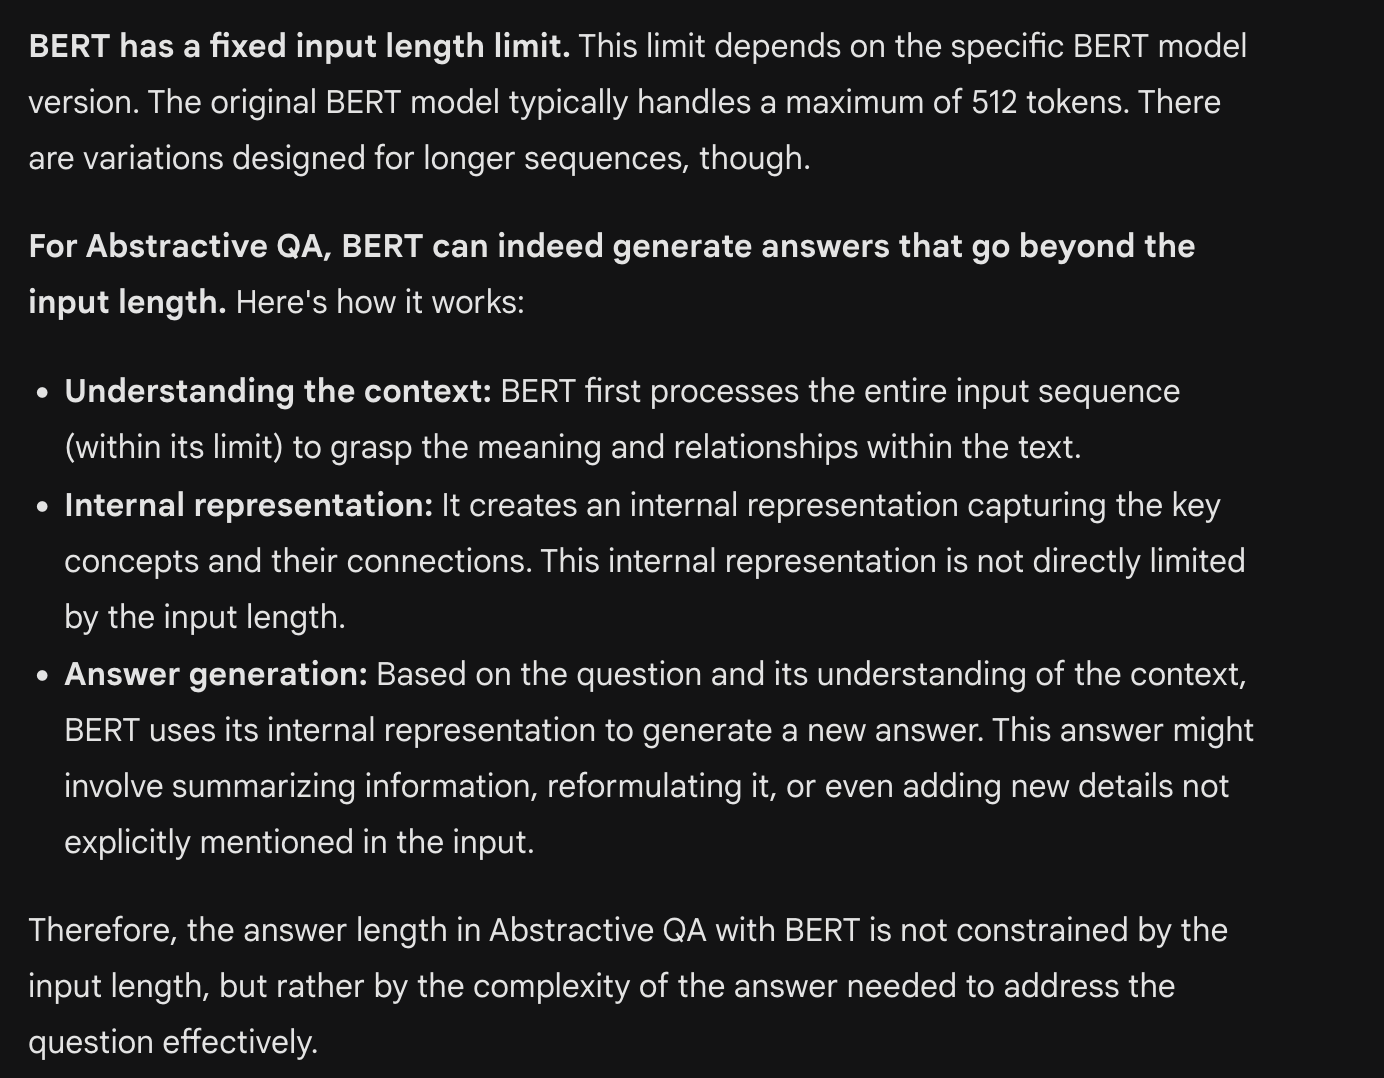 BERT has a fixed input length limit. This limit depends on the specific BERT model
version. The original BERT model typically handles a maximum of 512 tokens. There
are variations designed for longer sequences, though.
For Abstractive QA, BERT can indeed generate answers that go beyond the
input length. Here's how it works:
• Understanding the context: BERT first processes the entire input sequence
(within its limit) to grasp the meaning and relationships within the text.
• Internal representation: It creates an internal representation capturing the key
concepts and their connections. This internal representation is not directly limited
by the input length.
• Answer generation: Based on the question and its understanding of the context,
BERT uses its internal representation to generate a new answer. This answer might
involve summarizing information, reformulating it, or even adding new details not
explicitly mentioned in the input.
Therefore, the answer length in Abstractive QA with BERT is not constrained by the
input length, but rather by the complexity of the answer needed to address the
question effectively.